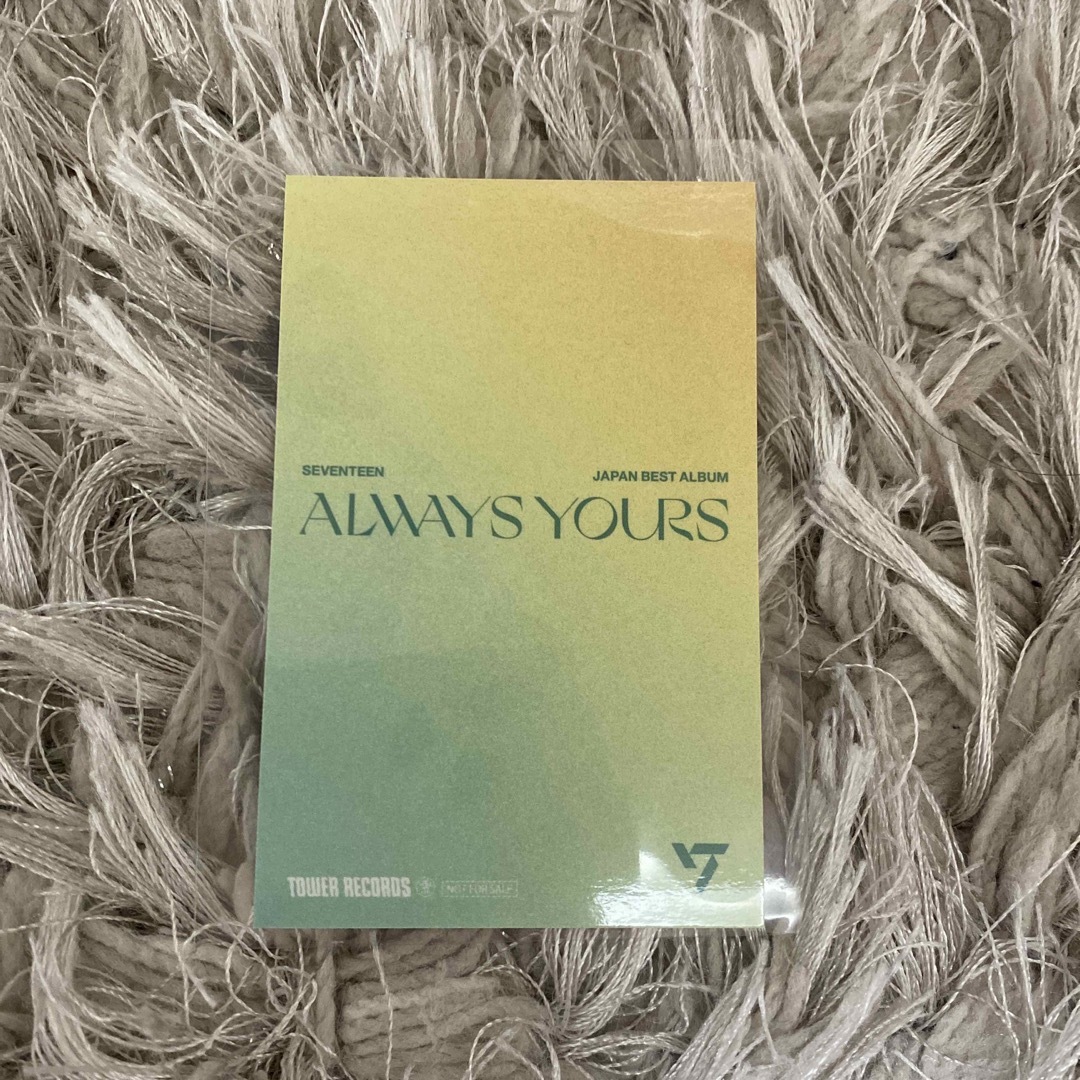 SEVENTEEN
JAPAN BEST ALBUM
ALWAYS YOURS
TOWER RECORDS
NOT FOR SALE